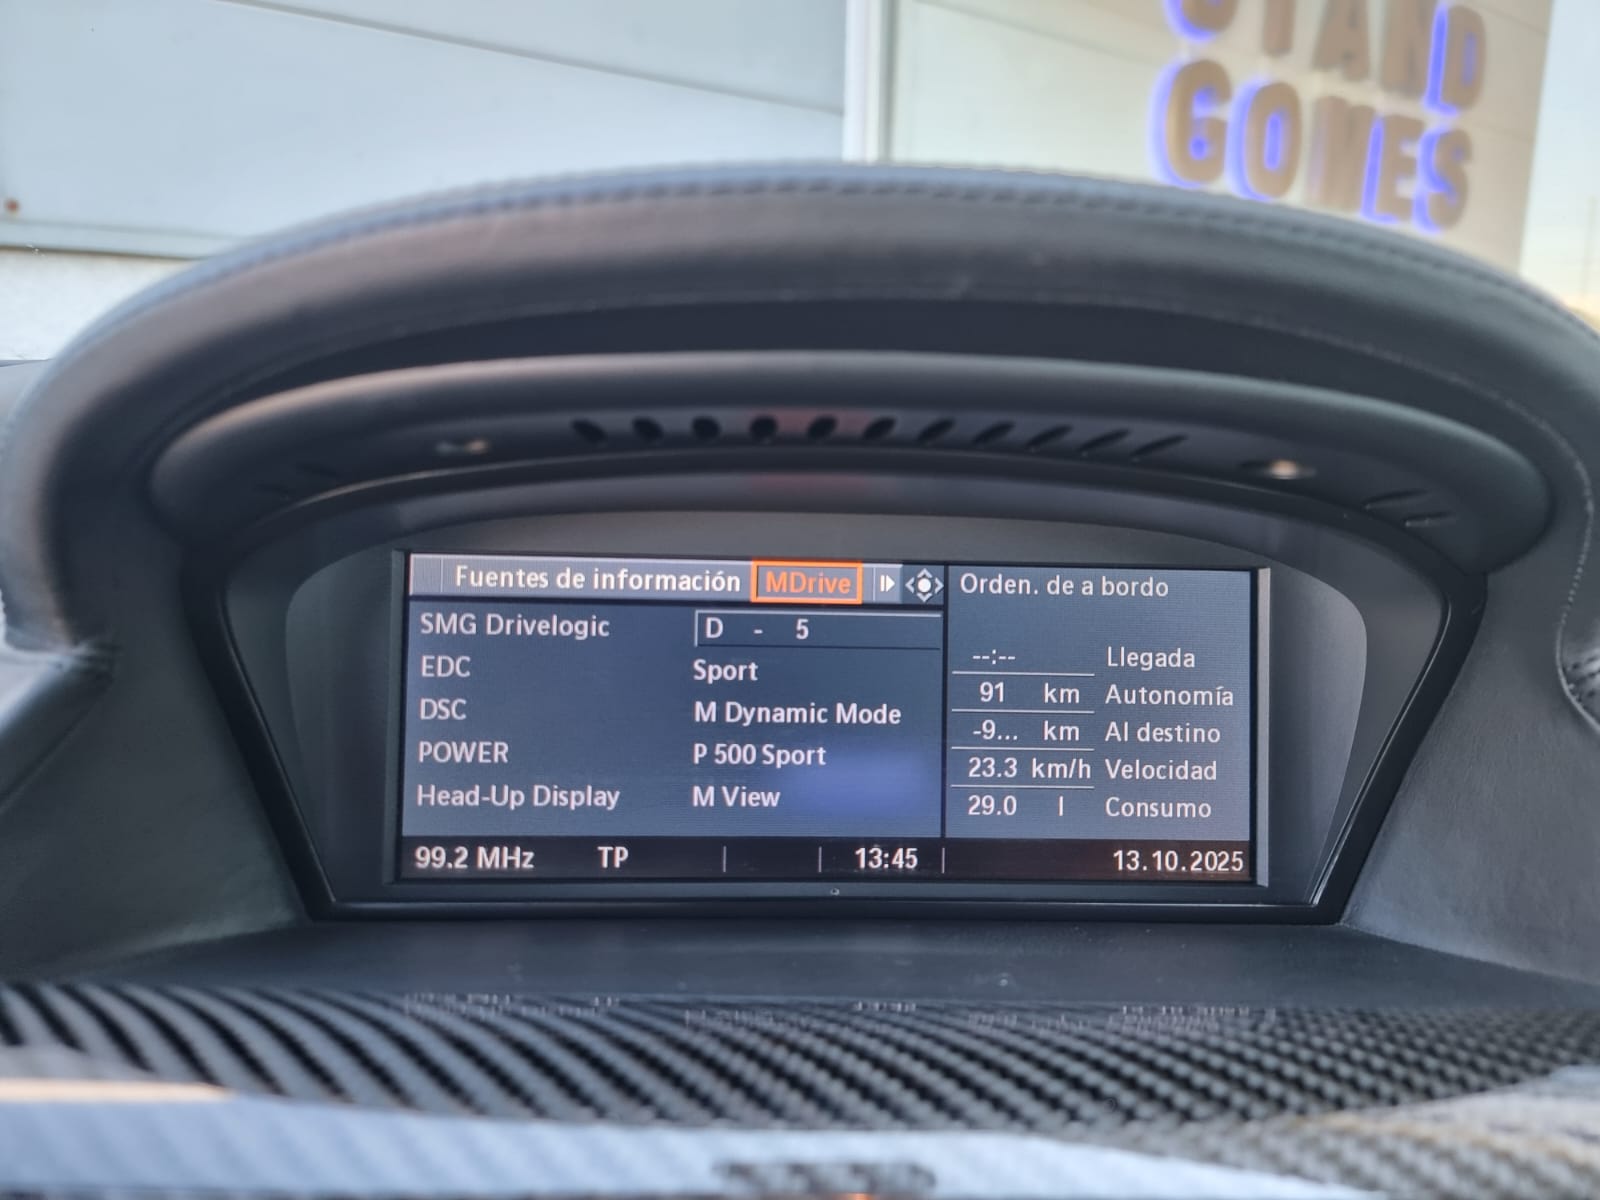 STAND
GOMES
Fuentes de información MDrive
SMG Drivelogic D - 5
EDC Sport
DSC M Dynamic Mode
POWER P 500 Sport
Head-Up Display M View
Orden. de a bordo
--:-- Llegada
91 km Autonomía
-9... km Al destino
23.3 km/h Velocidad
29.0 l Consumo
99.2 MHz TP 13:45 13.10.2025